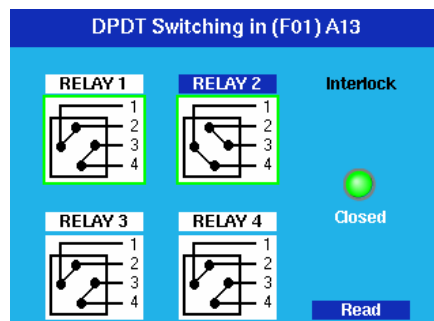 DPDT Switching in (F01) A13
RELAY 1
RELAY 2
Interlock
1
2
3
4
1
2
3
4
Closed
RELAY 3
RELAY 4
1
2
3
4
1
2
3
4
Read